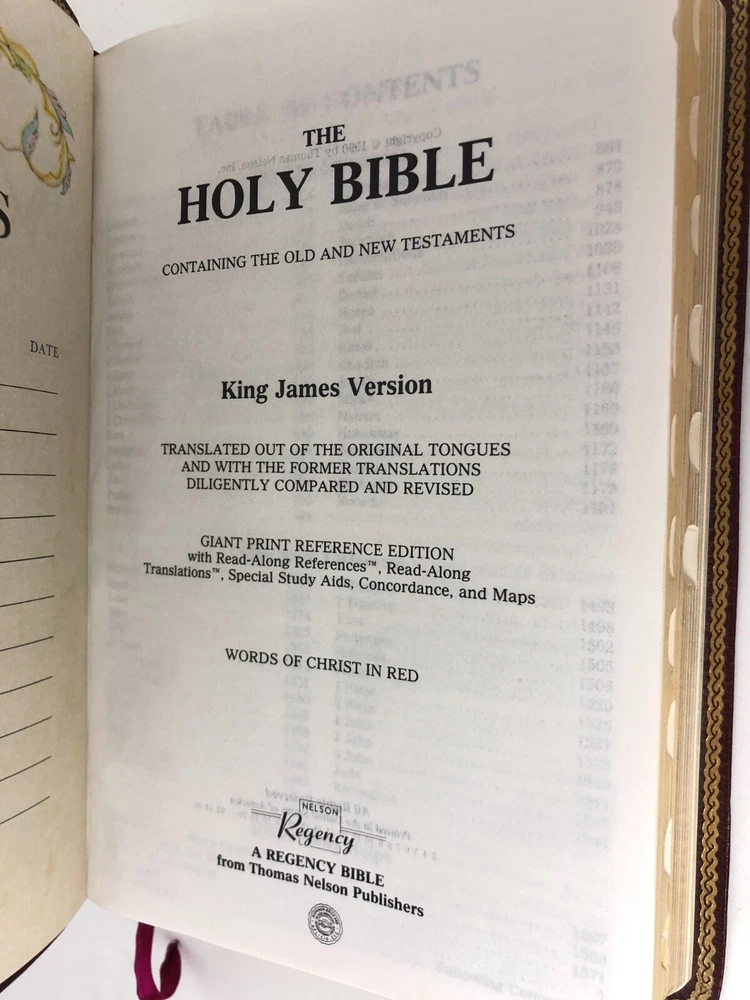 S
DATE
THE
HOLY BIBLE
CONTAINING THE OLD AND NEW TESTAMENTS
King James Version
TRANSLATED OUT OF THE ORIGINAL TONGUES
AND WITH THE FORMER TRANSLATIONS
DILIGENTLY COMPARED AND REVISED
GIANT PRINT REFERENCE EDITION
with Read-Along References™, Read-Along
Translations™, Special Study Aids, Concordance, and Maps
WORDS OF CHRIST IN RED
NELSON
Regency
A REGENCY BIBLE
from Thomas Nelson Publishers